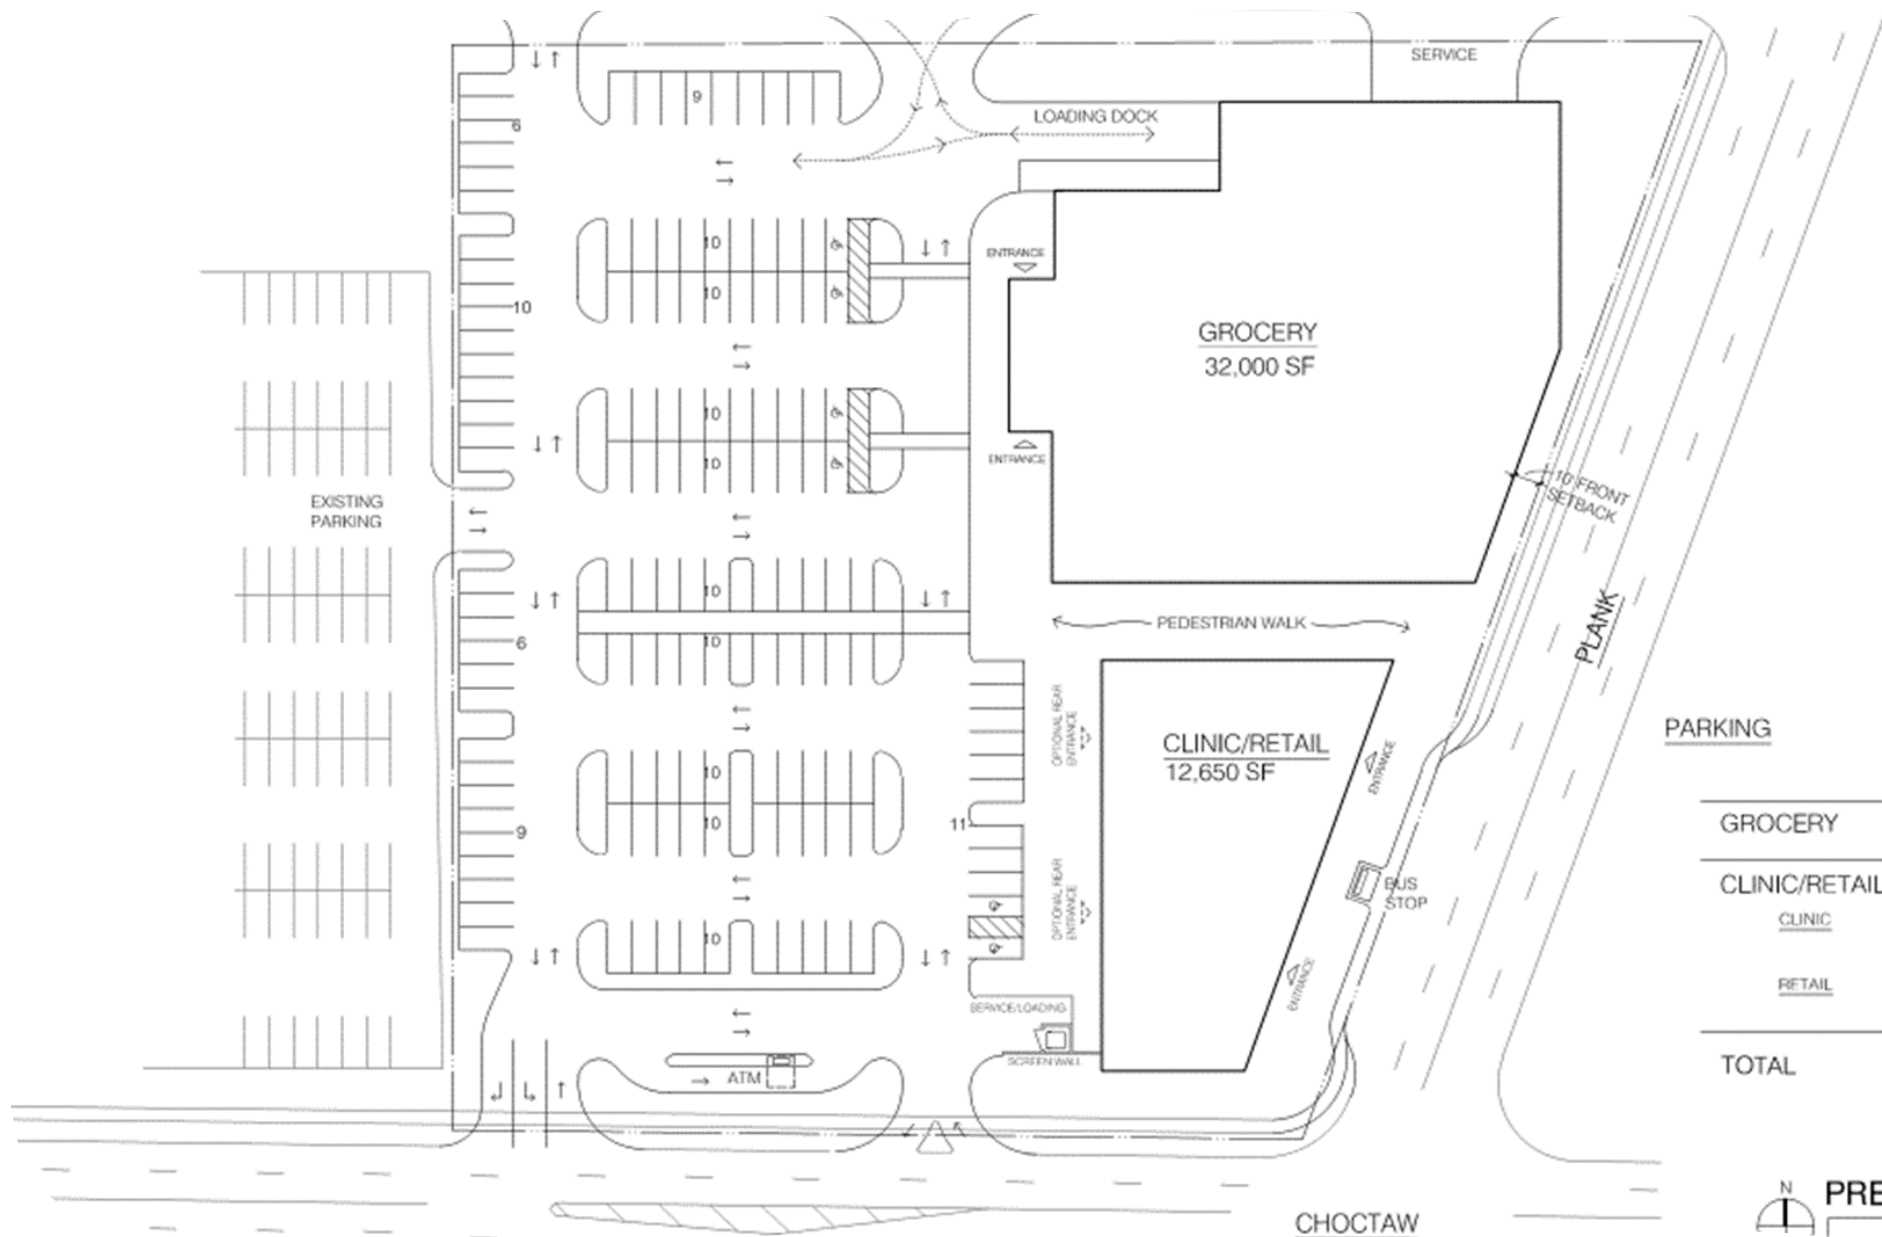 SERVICE
9
LOADING DOCK
6
10
ENTRANCE
10
10
GROCERY
32,000 SF
10
10
ENTRANCE
10' FRONT
SETBACK
EXISTING
PARKING
10
PLANK
PEDESTRIAN WALK
6
10
OPTIONAL REAR
ENTRANCE
PARKING
CLINIC/RETAIL
12,650 SF
ENTRANCE
10
10
11
9
GROCERY
OPTIONAL REAR
ENTRANCE
BUS
STOP
CLINIC/RETAIL
CLINIC
10
ENTRANCE
RETAIL
SERVICE/LOADING
SCREEN WALL
ATM
TOTAL
N
PRE
CHOCTAW